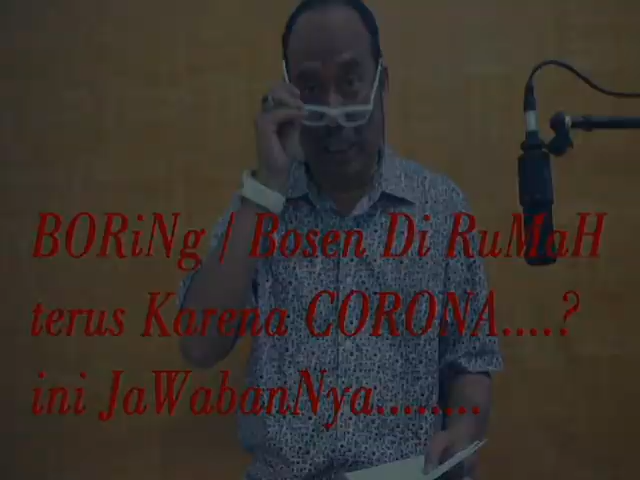 BORiNg / Bosen Di RuMaH
terus Karena CORONA....?
ini JaWabanNya........